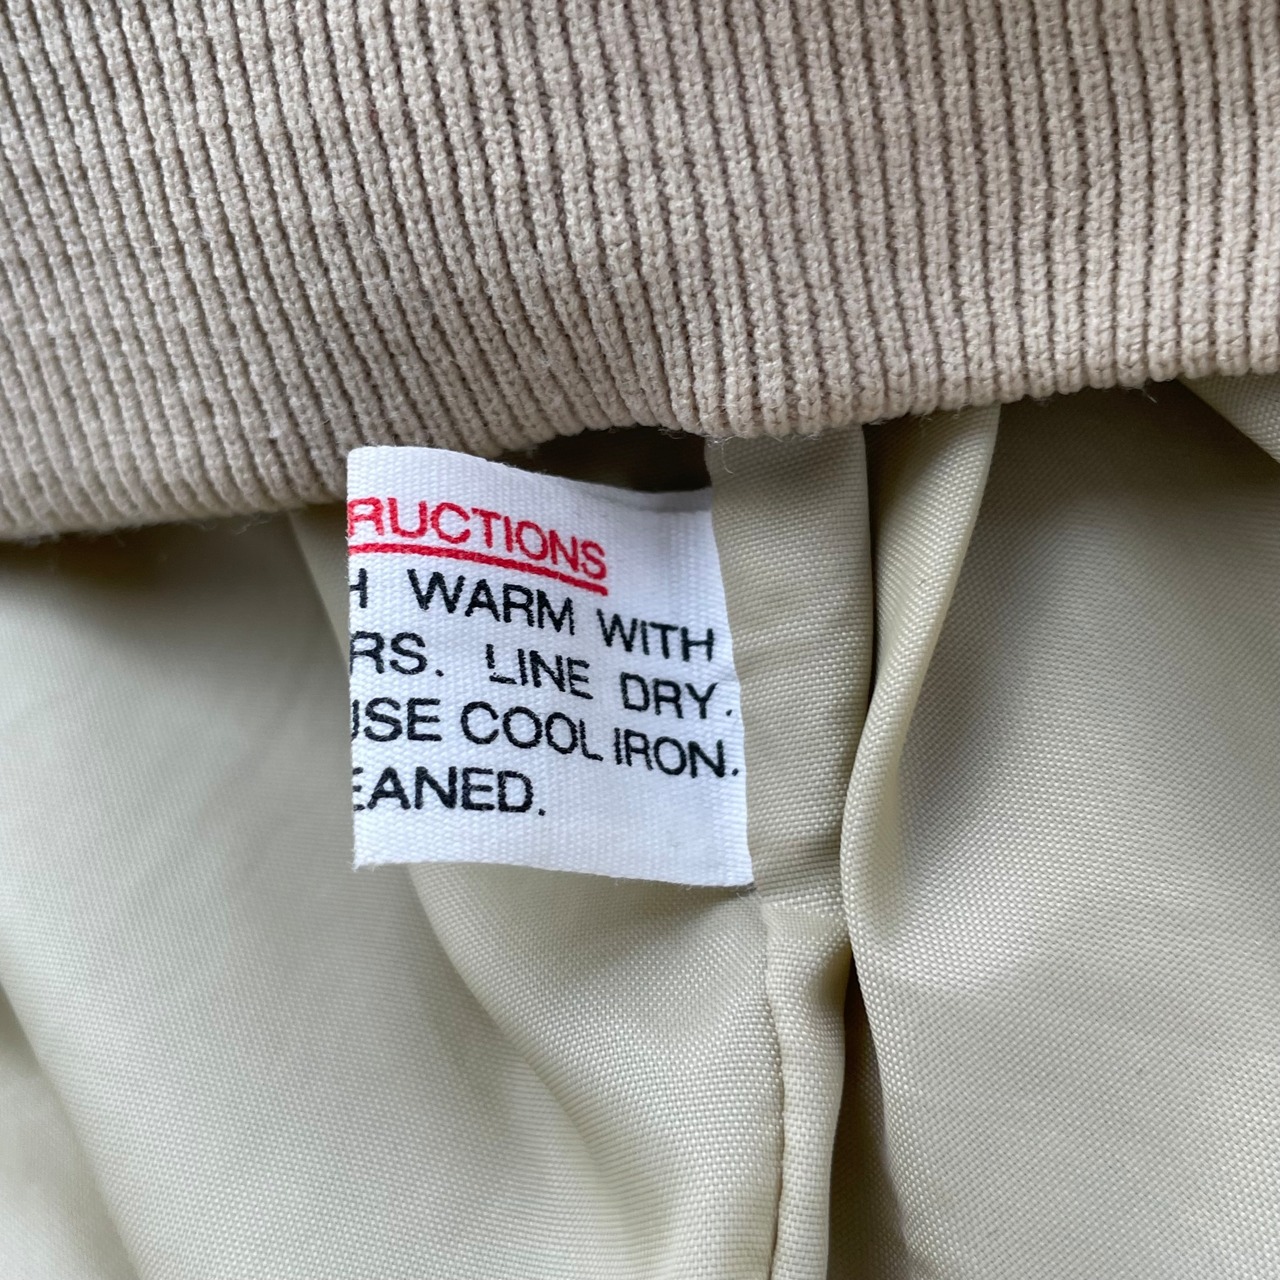 RUCTIONS
H WARM WITH
RS. LINE DRY.
USE COOL IRON.
EANED.